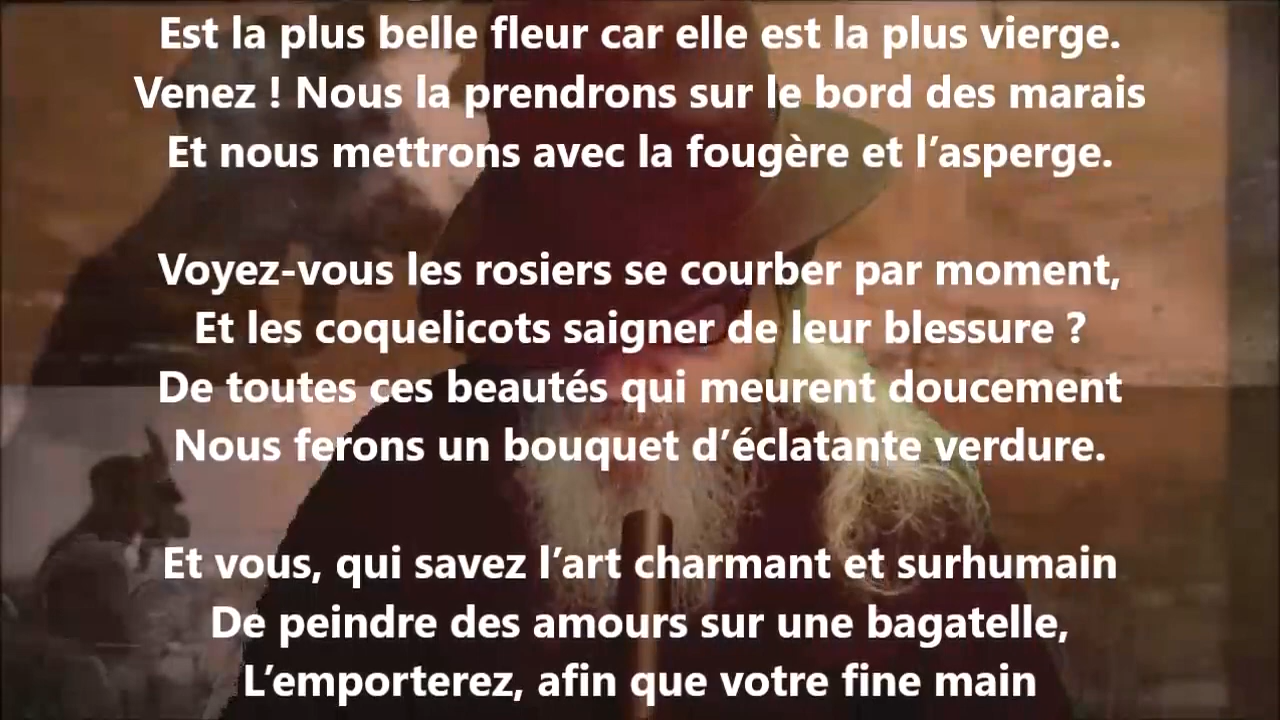 Est la plus belle fleur car elle est la plus vierge.
Venez ! Nous la prendrons sur le bord des marais
Et nous mettrons avec la fougère et l’asperge.
Voyez-vous les rosiers se courber par moment,
Et les coquelicots saigner de leur blessure ?
De toutes ces beautés qui meurent doucement
Nous ferons un bouquet d’éclatante verdure.
Et vous, qui savez l’art charmant et surhumain
De peindre des amours sur une bagatelle,
L’emporterez, afin que votre fine main